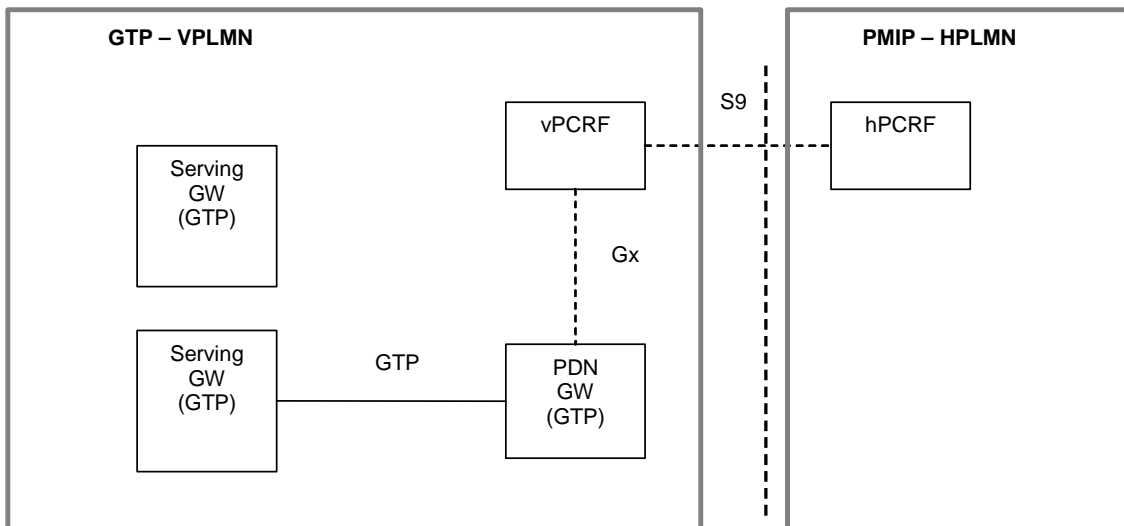 GTP – VPLMN
PMIP – HPLMN
S9
vPCRF
hPCRF
Serving
GW
(GTP)
Gx
Serving
GW
(GTP)
GTP
PDN
GW
(GTP)